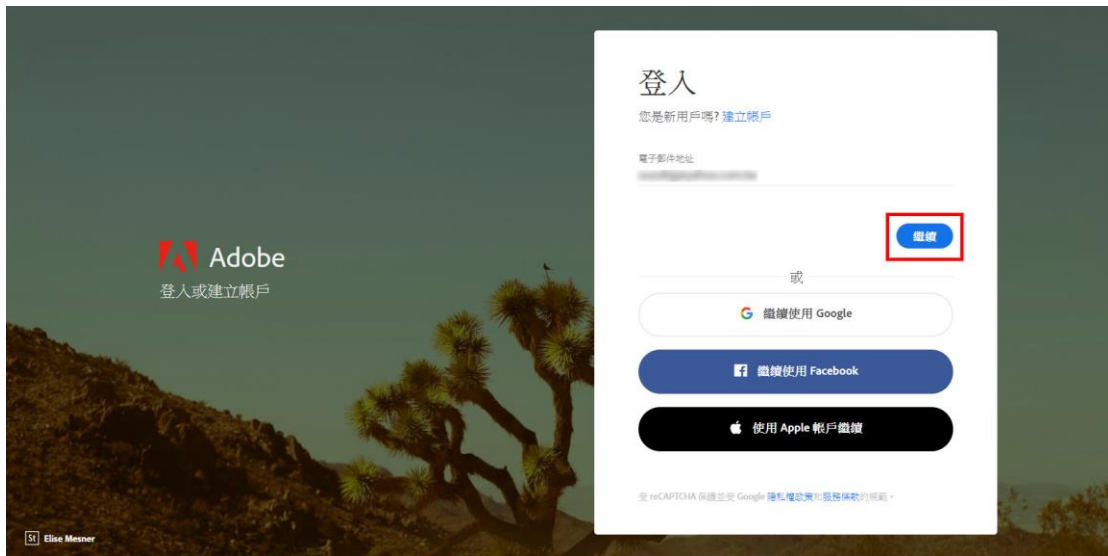 Adobe
登入或建立帳戶
St Elise Mesner
登入
您是新用戶嗎? 建立帳戶
電子郵件地址
繼續
或
G 繼續使用 Google
f 繼續使用 Facebook
使用 Apple 帳戶繼續
受 reCAPTCHA 保護並受 Google 隱私權政策和服務條款的規範。